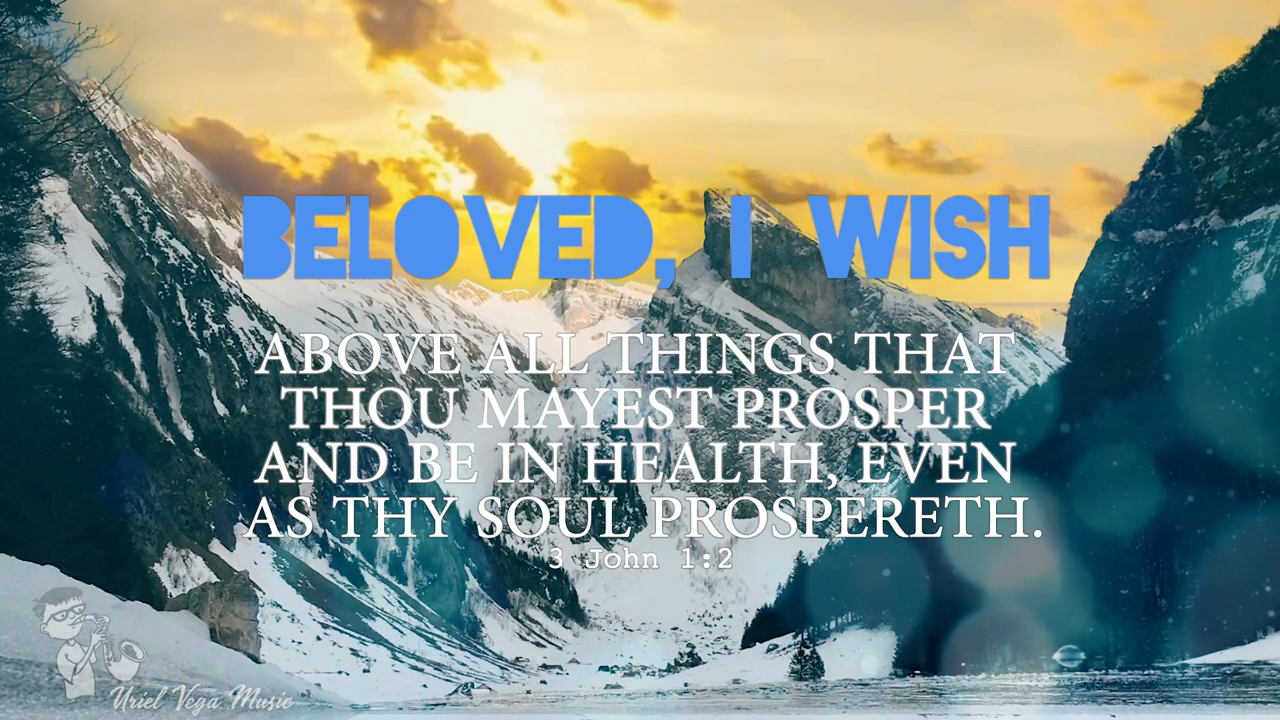 BELOVED, I WISH
ABOVE ALL THINGS THAT
THOU MAYEST PROSPER
AND BE IN HEALTH, EVEN
AS THY SOUL PROSPERETH.
3 John 1:2
Uriel Vega Music